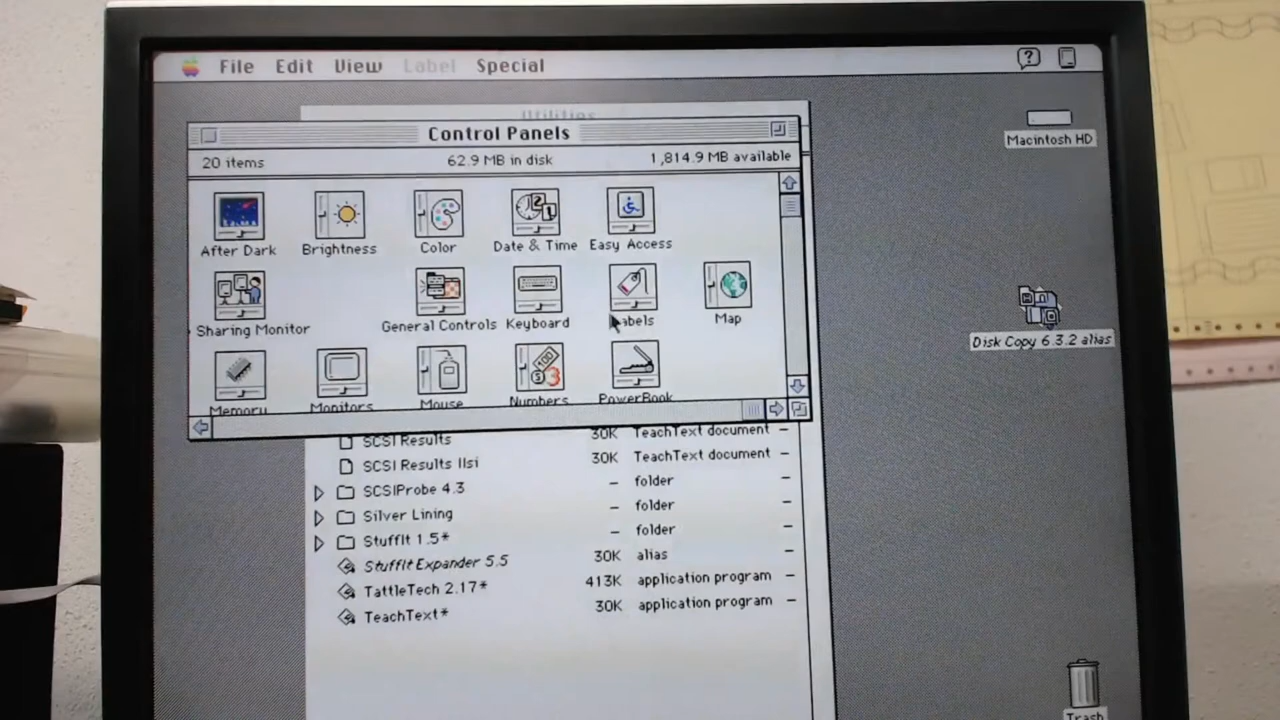 File Edit View Label Special
Utilities
Control Panels
20 items 62.9 MB in disk 1,814.9 MB available
After Dark Brightness Color Date & Time Easy Access
Sharing Monitor General Controls Keyboard Labels Map
Memory Monitors Mouse Numbers PowerBook
SCSI Results 30K TeachText document –
SCSI Results IIsi 30K TeachText document –
SCSIProbe 4.3 – folder –
Silver Lining – folder –
StuffIt 1.5* – folder –
StuffIt Expander 5.5 30K alias –
TattleTech 2.17* 413K application program –
TeachText* 30K application program –
Macintosh HD
Disk Copy 6.3.2 alias
Trash